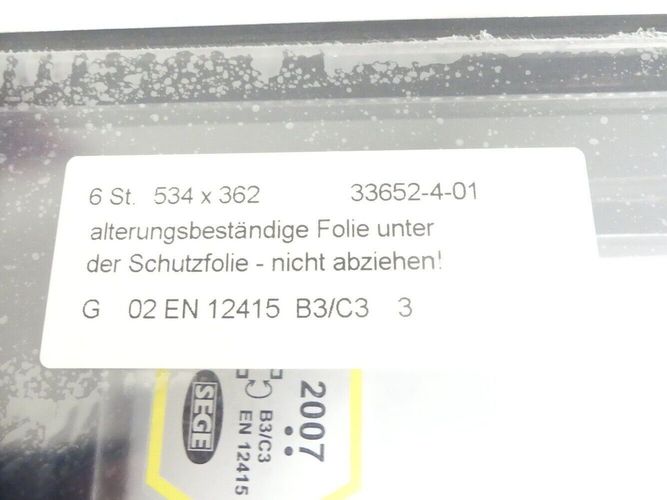 6 St. 534 x 362 33652-4-01
alterungsbeständige Folie unter
der Schutzfolie - nicht abziehen!
G 02 EN 12415 B3/C3 3
2007
B3/C3
EN 12415
SEGE